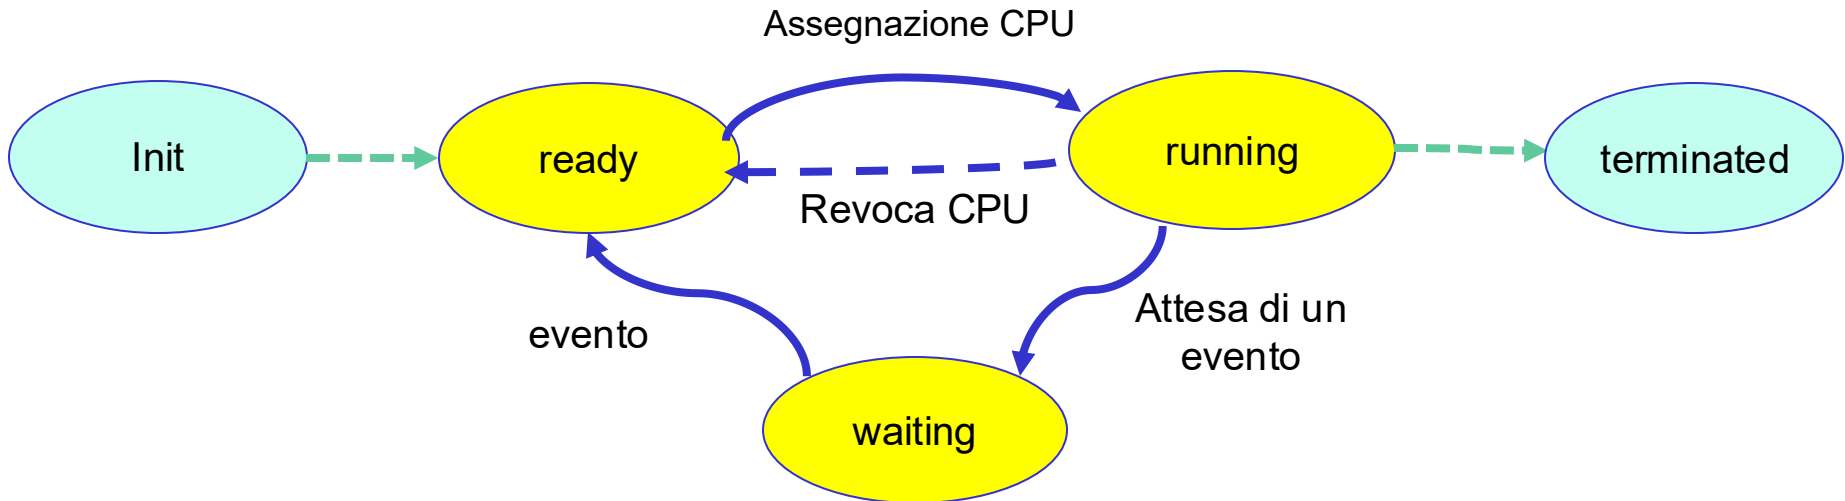 Assegnazione CPU
Init
ready
running
terminated
Revoca CPU
evento
Attesa di un
evento
waiting